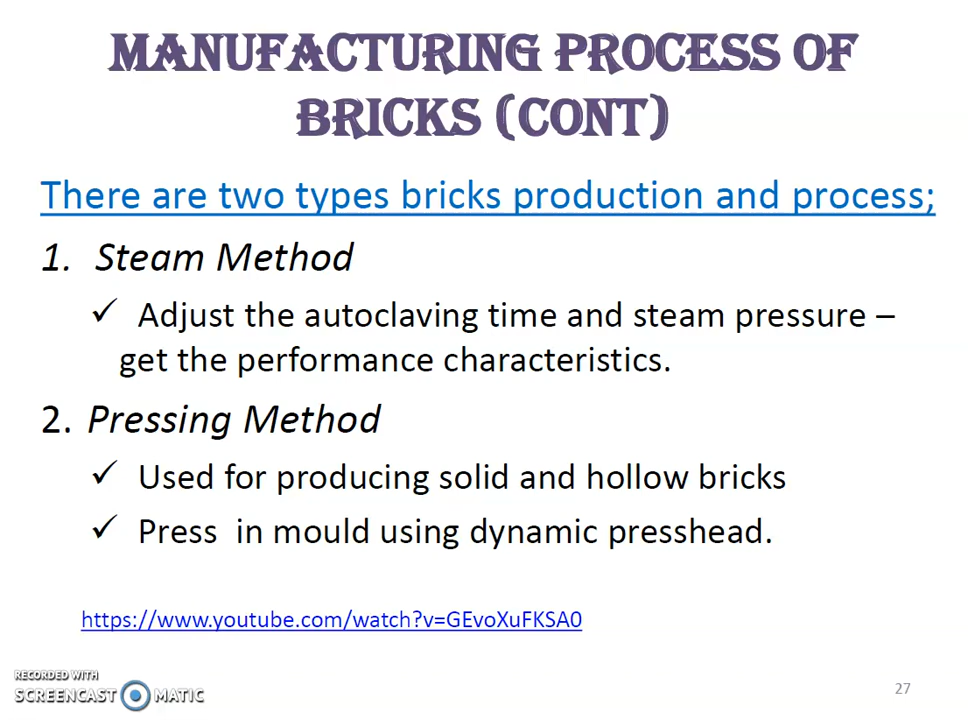 MANUFACTURING PROCESS OF
BRICKS (CONT)
There are two types bricks production and process;
1. Steam Method
✓ Adjust the autoclaving time and steam pressure –
get the performance characteristics.
2. Pressing Method
✓ Used for producing solid and hollow bricks
✓ Press in mould using dynamic presshead.
https://www.youtube.com/watch?v=GEvoXuFKSA0
RECORDED WITH
SCREENCAST MATIC
27